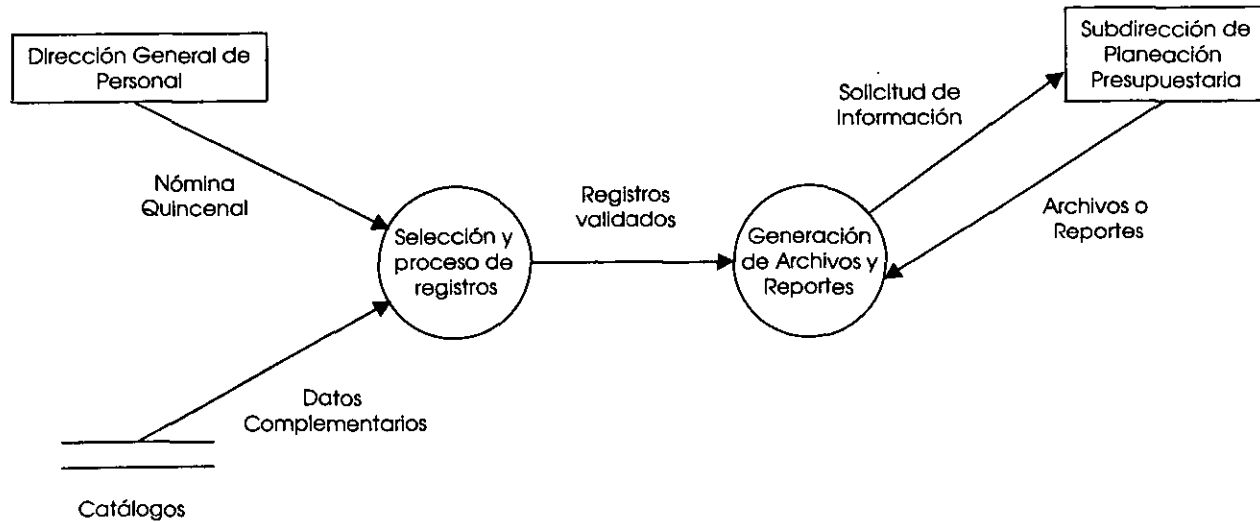 Dirección General de
Personal
Subdirección de
Planeación
Presupuestaria
Solicitud de
Información
Nómina
Quincenal
Registros
validados
Archivos o
Reportes
Selección y
proceso de
registros
Generación
de Archivos y
Reportes
Datos
Complementarios
Catálogos